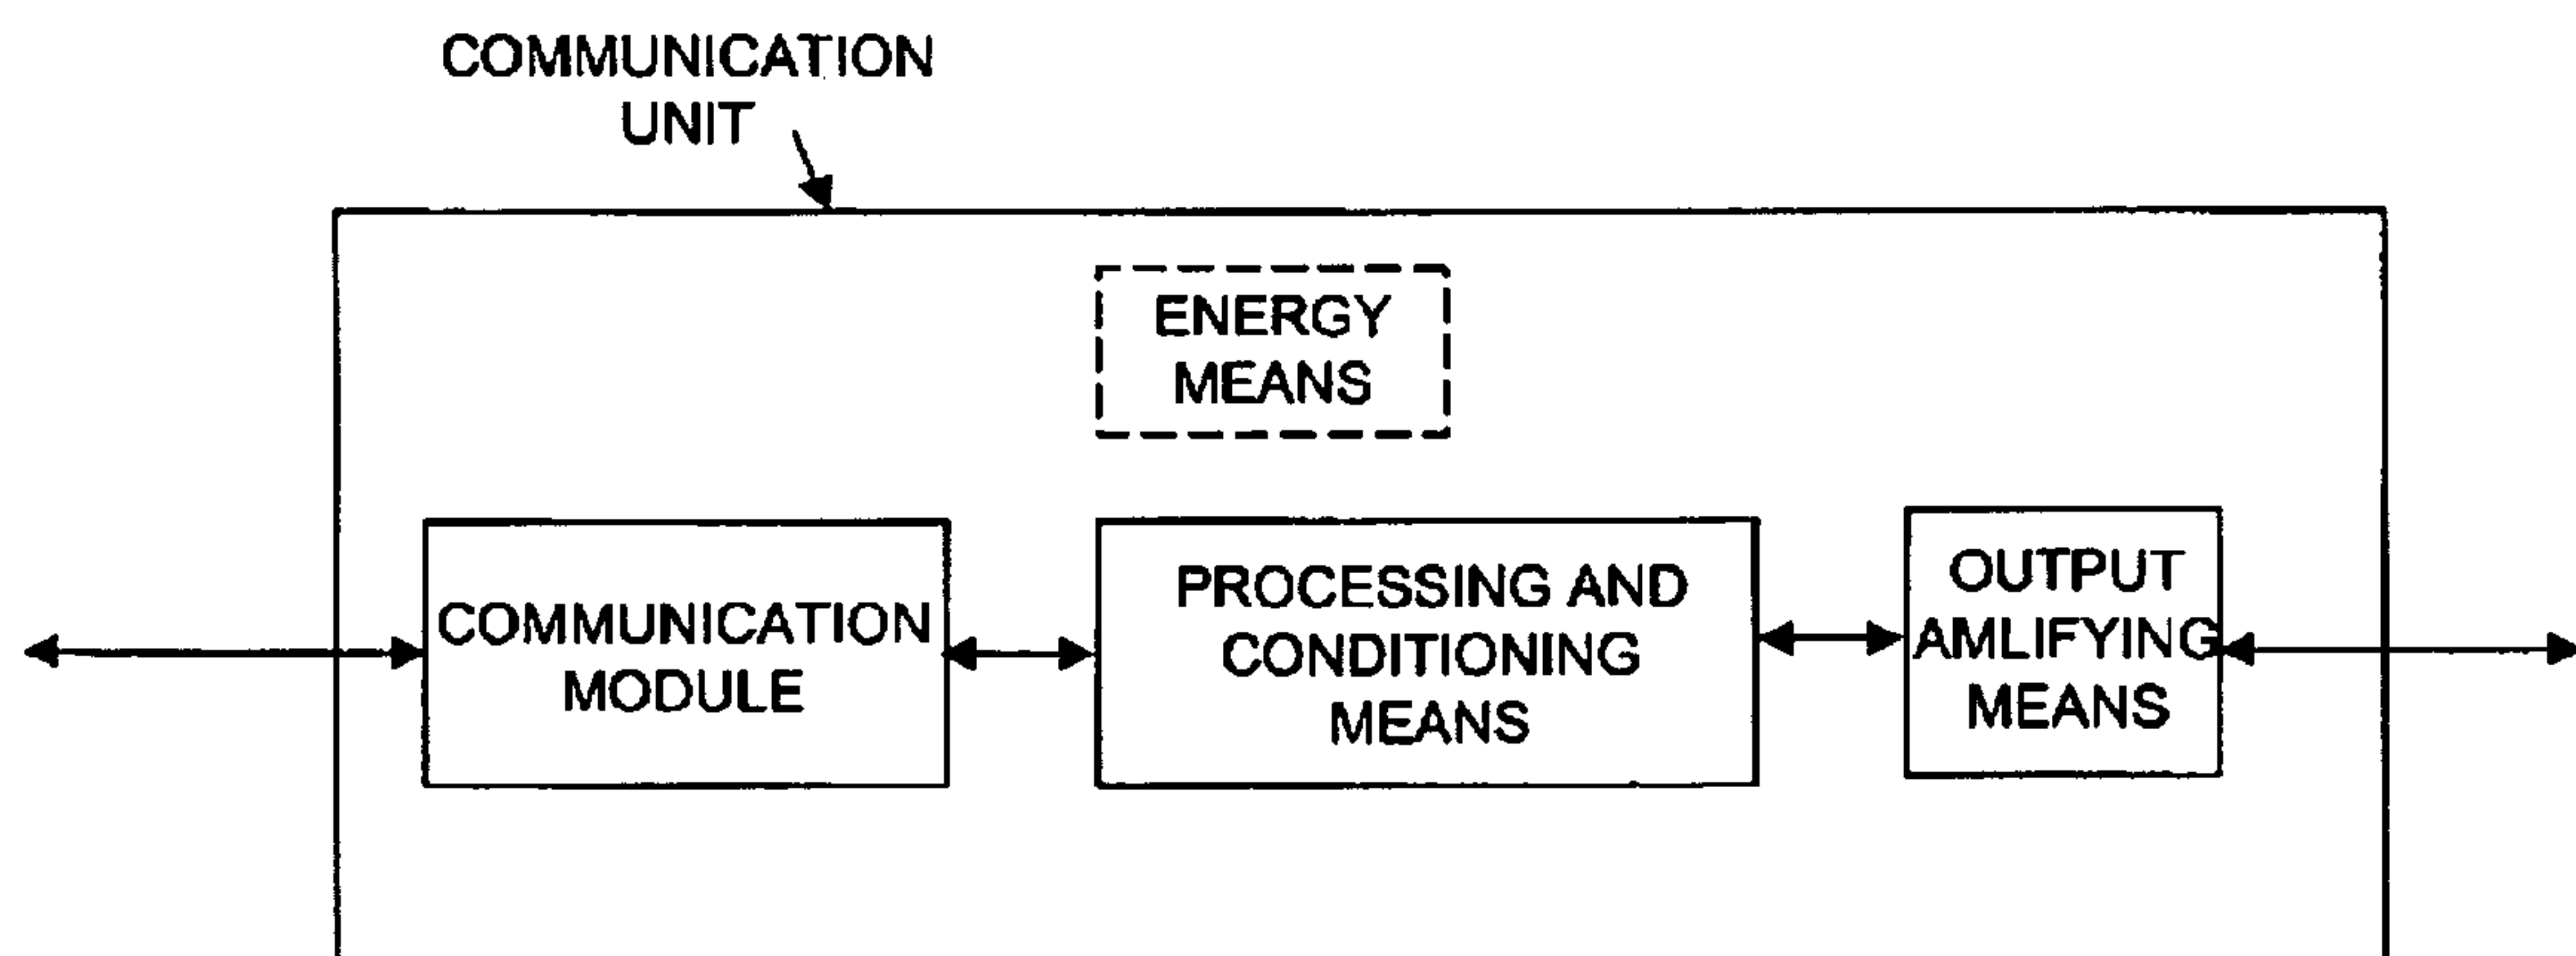 COMMUNICATION
UNIT
ENERGY
MEANS
COMMUNICATION
MODULE
PROCESSING AND
CONDITIONING
MEANS
OUTPUT
AMLIFYING
MEANS